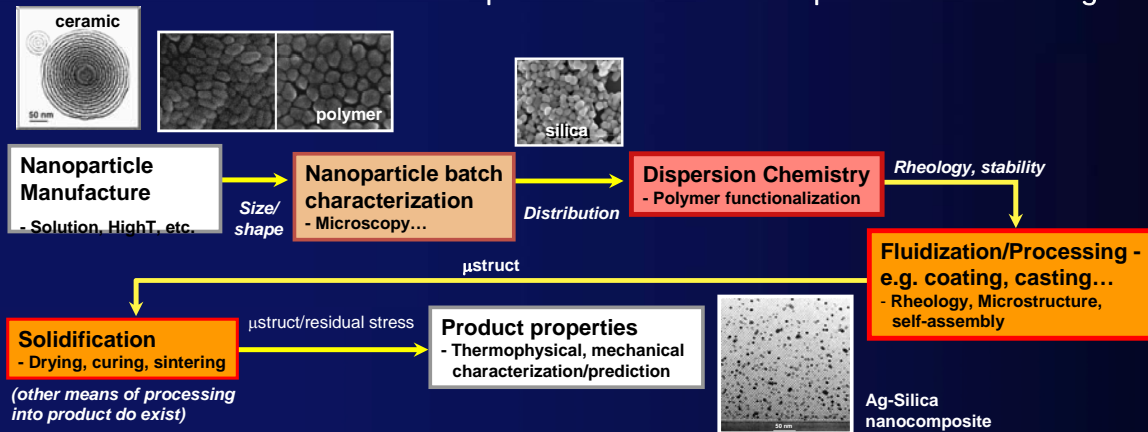 ceramic
50 nm
polymer
silica
Nanoparticle
Manufacture
- Solution, HighT, etc.
Size/
shape
Nanoparticle batch
characterization
- Microscopy…
Distribution
Dispersion Chemistry
- Polymer functionalization
Rheology, stability
Fluidization/Processing -
e.g. coating, casting…
- Rheology, Microstructure,
self-assembly
μstruct
Solidification
- Drying, curing, sintering
(other means of processing
into product do exist)
μstruct/residual stress
Product properties
- Thermophysical, mechanical
characterization/prediction
50 nm
Ag-Silica
nanocomposite